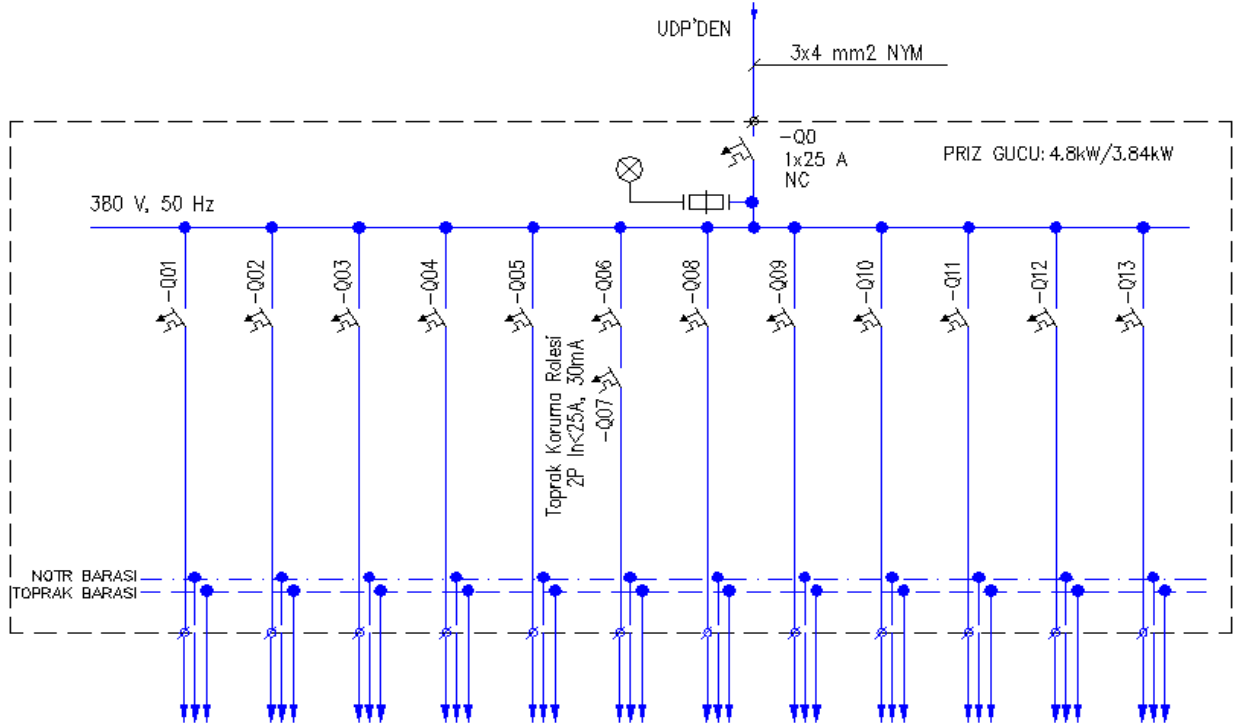 UDP'DEN
3x4 mm2 NYM
-Q0
1x25 A
NC
PRIZ GUCU: 4.8kW/3.84kW
380 V, 50 Hz
-Q01
-Q02
-Q03
-Q04
-Q05
-Q06
-Q08
-Q09
-Q10
-Q11
-Q12
-Q13
Toprak Koruma Rolesi
2P In<25A, 30mA
-Q07
NOTR BARASI
TOPRAK BARASI